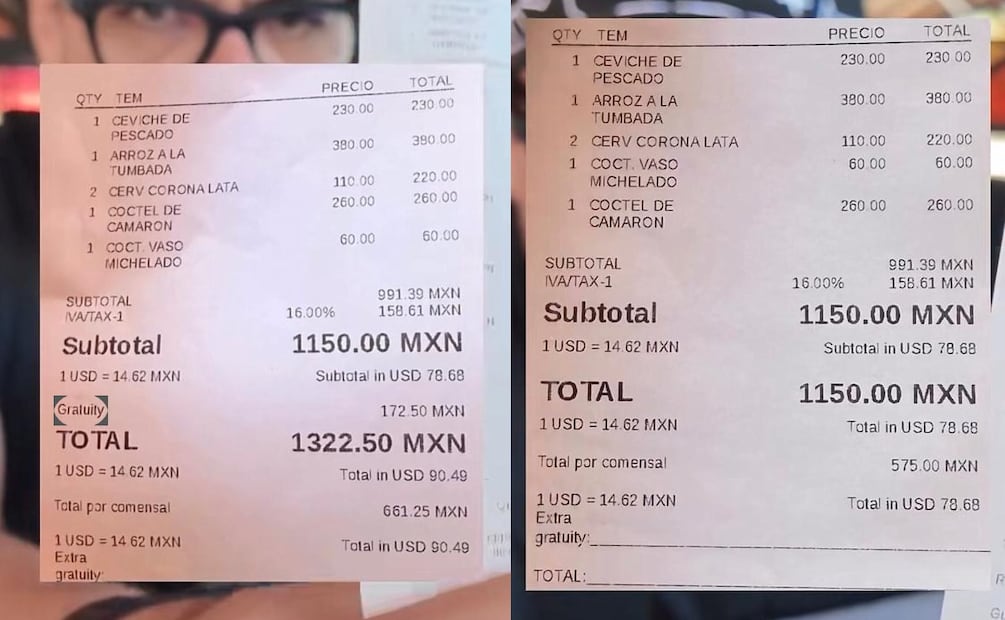 QTY TEM PRECIO TOTAL
1 CEVICHE DE 230.00 230.00
PESCADO
1 ARROZ A LA 380.00 380.00
TUMBADA
2 CERV CORONA LATA 110.00 220.00
1 COCTEL DE 260.00 260.00
CAMARON
1 COCT. VASO 60.00 60.00
MICHELADO
SUBTOTAL 991.39 MXN
IVA/TAX-1 16.00% 158.61 MXN
Subtotal 1150.00 MXN
1 USD = 14.62 MXN Subtotal in USD 78.68
Gratuity 172.50 MXN
TOTAL 1322.50 MXN
1 USD = 14.62 MXN Total in USD 90.49
Total por comensal 661.25 MXN
1 USD = 14.62 MXN Total in USD 90.49
Extra
gratuity:
QTY TEM PRECIO TOTAL
1 CEVICHE DE 230.00 230.00
PESCADO
1 ARROZ A LA 380.00 380.00
TUMBADA
2 CERV CORONA LATA 110.00 220.00
1 COCT. VASO 60.00 60.00
MICHELADO
1 COCTEL DE 260.00 260.00
CAMARON
SUBTOTAL 991.39 MXN
IVA/TAX-1 16.00% 158.61 MXN
Subtotal 1150.00 MXN
1 USD = 14.62 MXN Subtotal in USD 78.68
TOTAL 1150.00 MXN
1 USD = 14.62 MXN Total in USD 78.68
Total por comensal 575.00 MXN
1 USD = 14.62 MXN Total in USD 78.68
Extra
gratuity:
TOTAL: